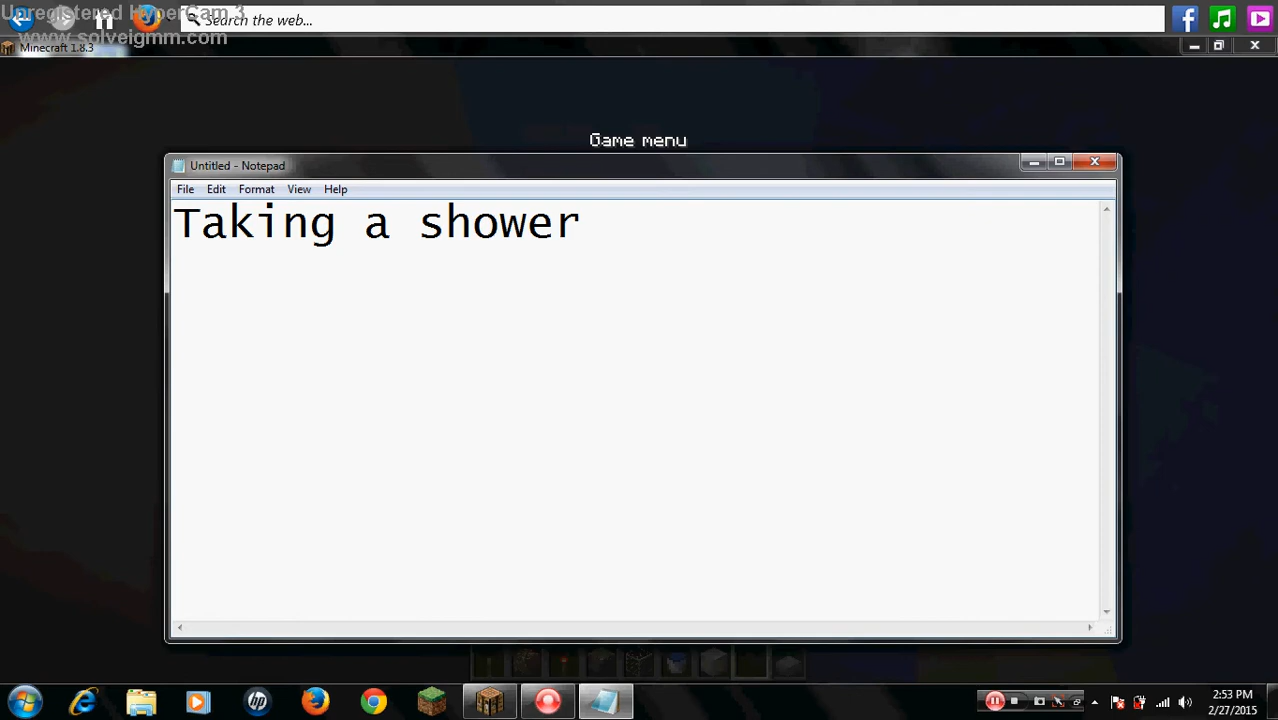 Unregistered HyperCam 3
www.solveigmm.com
Search the web...
Minecraft 1.8.3
Game menu
Untitled - Notepad
File Edit Format View Help
Taking a shower
2:53 PM
2/27/2015